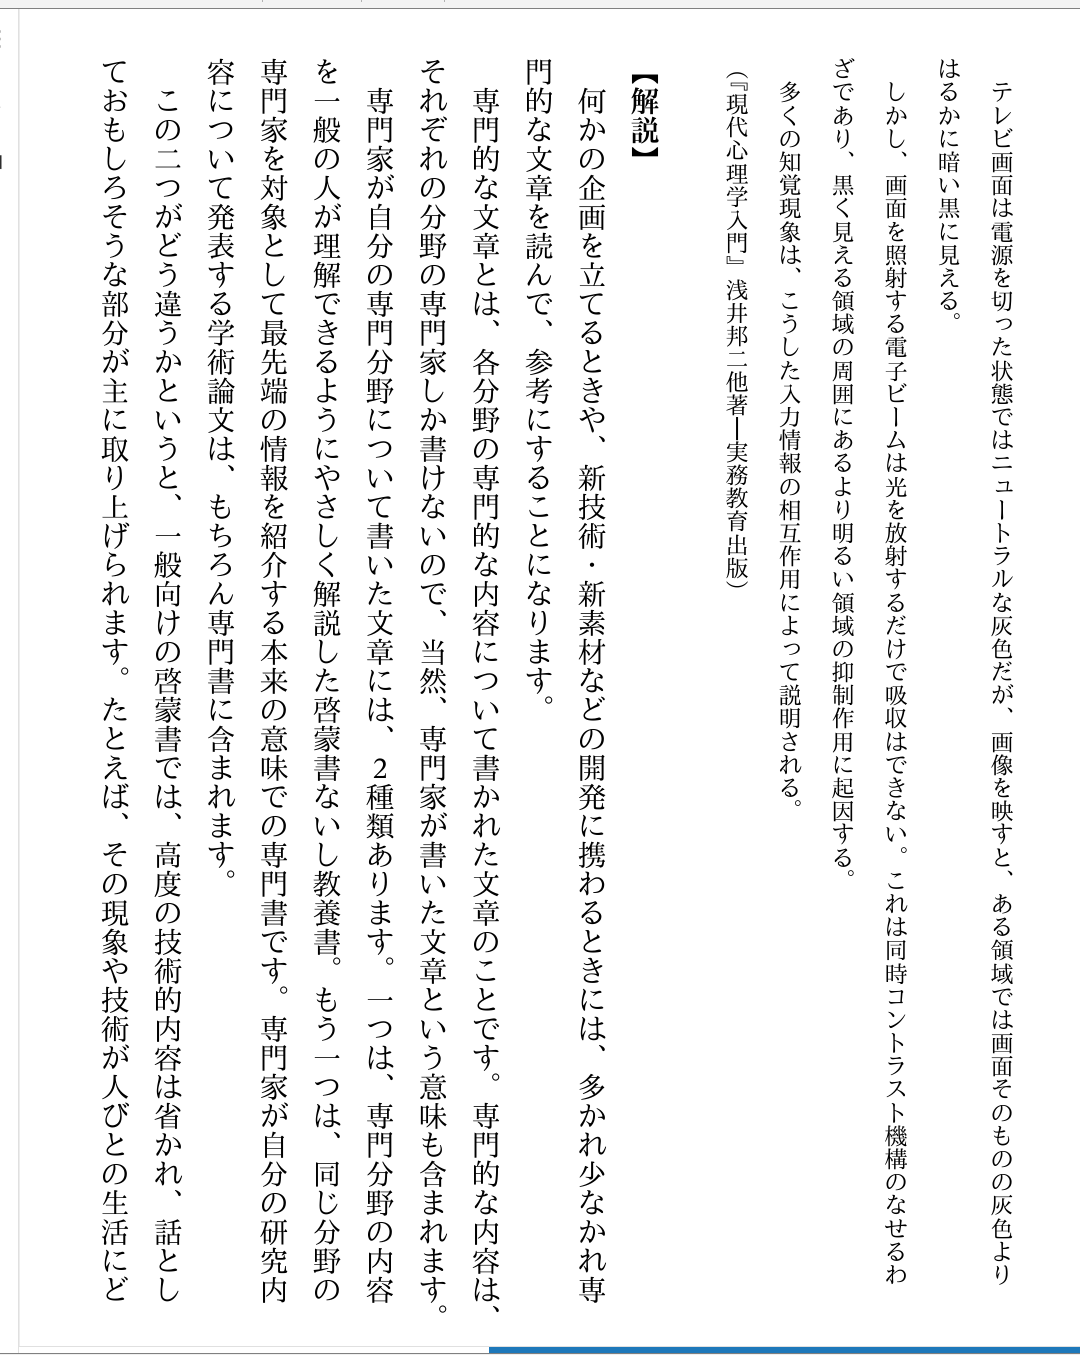 テレビ画面は電源を切った状態ではニュートラルな灰色だが、画像を映すと、ある領域では画面そのものの灰色より
はるかに暗い黒に見える。
しかし、画面を照射する電子ビームは光を放射するだけで吸収はできない。これは同時コントラスト機構のなせるわ
ざであり、黒く見える領域の周囲にあるより明るい領域の抑制作用に起因する。
多くの知覚現象は、こうした入力情報の相互作用によって説明される。
（『現代心理学入門』浅井邦二他著―実務教育出版）
【解説】
何かの企画を立てるときや、新技術・新素材などの開発に携わるときには、多かれ少なかれ専
門的な文章を読んで、参考にすることになります。
専門的な文章とは、各分野の専門的な内容について書かれた文章のことです。専門的な内容は、
それぞれの分野の専門家しか書けないので、当然、専門家が書いた文章という意味も含まれます。
専門家が自分の専門分野について書いた文章には、2種類あります。一つは、専門分野の内容
を一般の人が理解できるようにやさしく解説した啓蒙書ないし教養書。もう一つは、同じ分野の
専門家を対象として最先端の情報を紹介する本来の意味での専門書です。専門家が自分の研究内
容について発表する学術論文は、もちろん専門書に含まれます。
この二つがどう違うかというと、一般向けの啓蒙書では、高度の技術的内容は省かれ、話とし
ておもしろそうな部分が主に取り上げられます。たとえば、その現象や技術が人びとの生活にど